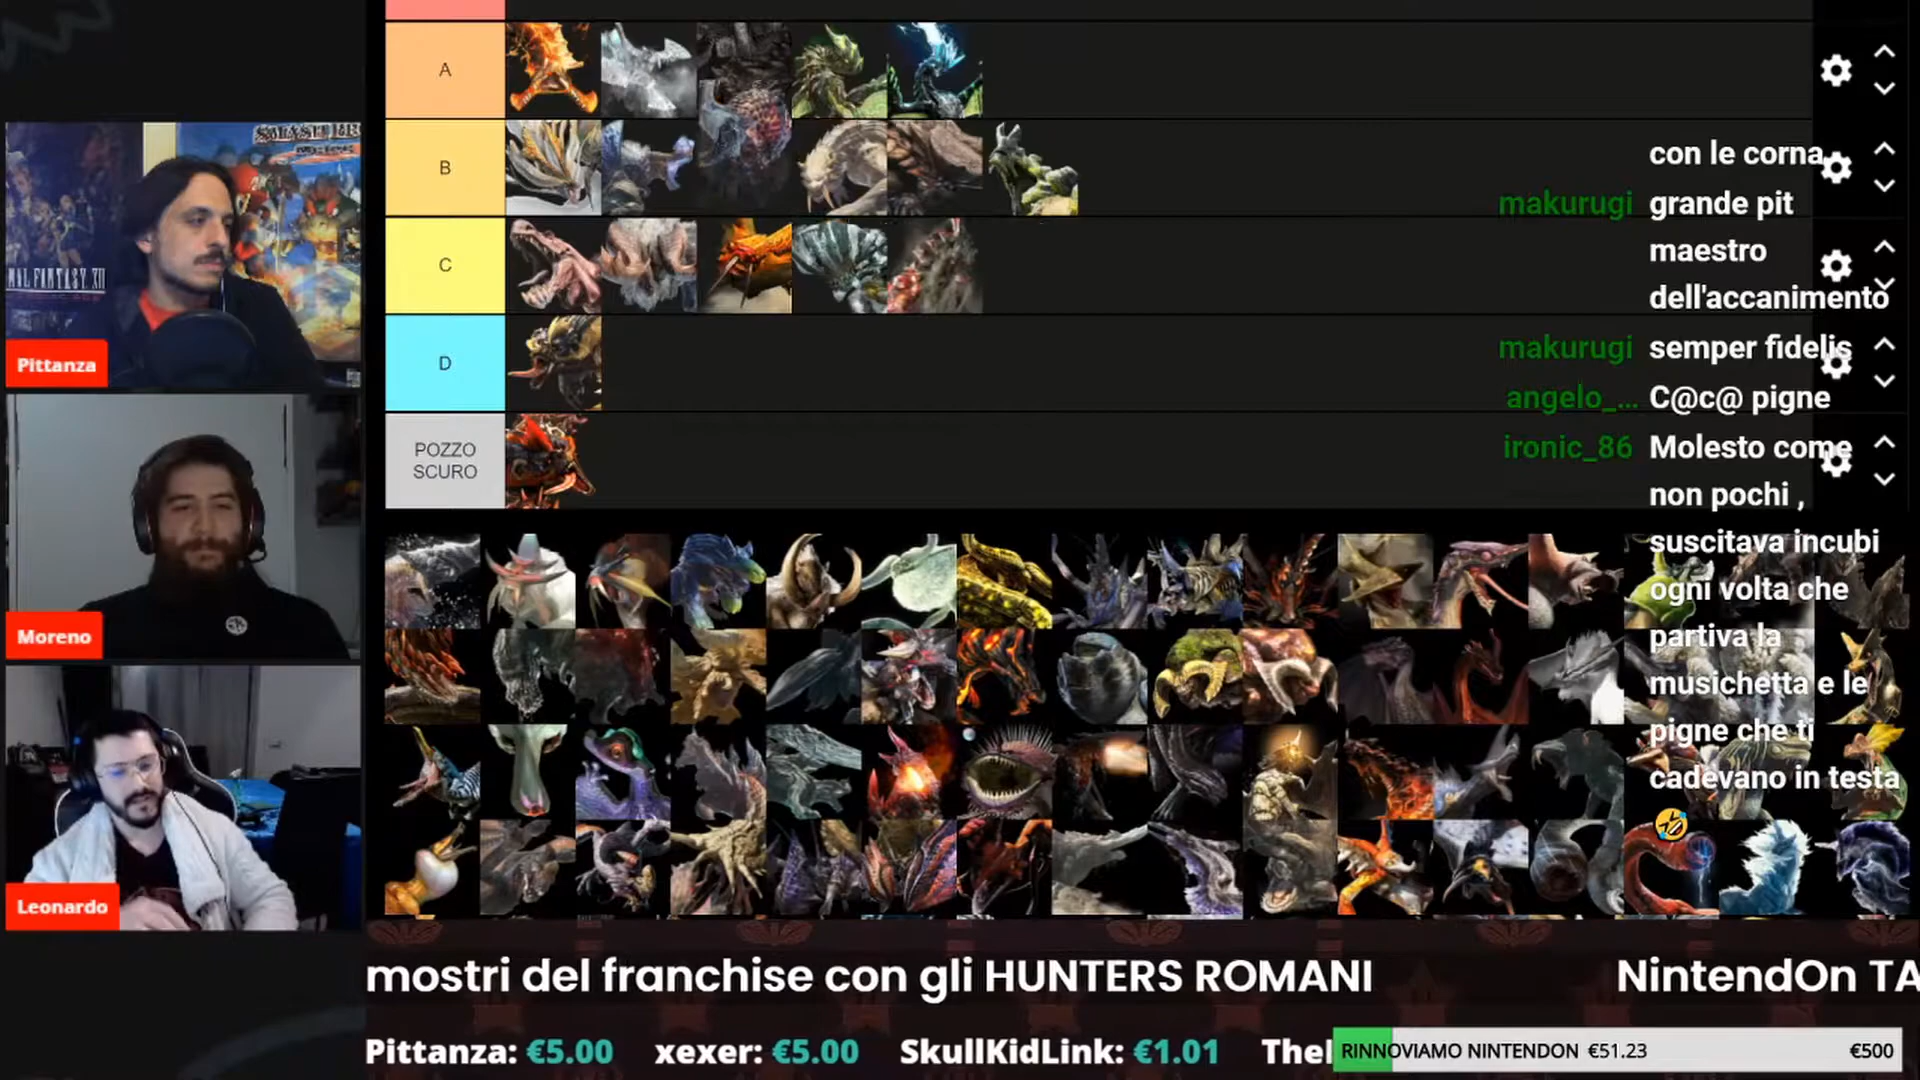 A
B
C
D
POZZO
SCURO
con le corna
makurugi grande pit
maestro
dell'accanimento
makurugi semper fidelis
angelo_... C@c@ pigne
ironic_86 Molesto come
non pochi ,
suscitava incubi
ogni volta che
partiva la
musichetta e le
pigne che ti
cadevano in testa
FANTASY XII
Pittanza
Moreno
Leonardo
mostri del franchise con gli HUNTERS ROMANI NintendOn TA
Pittanza: €5.00 xexer: €5.00 SkullKidLink: €1.01 Thel
RINNOVIAMO NINTENDON €51.23 €500